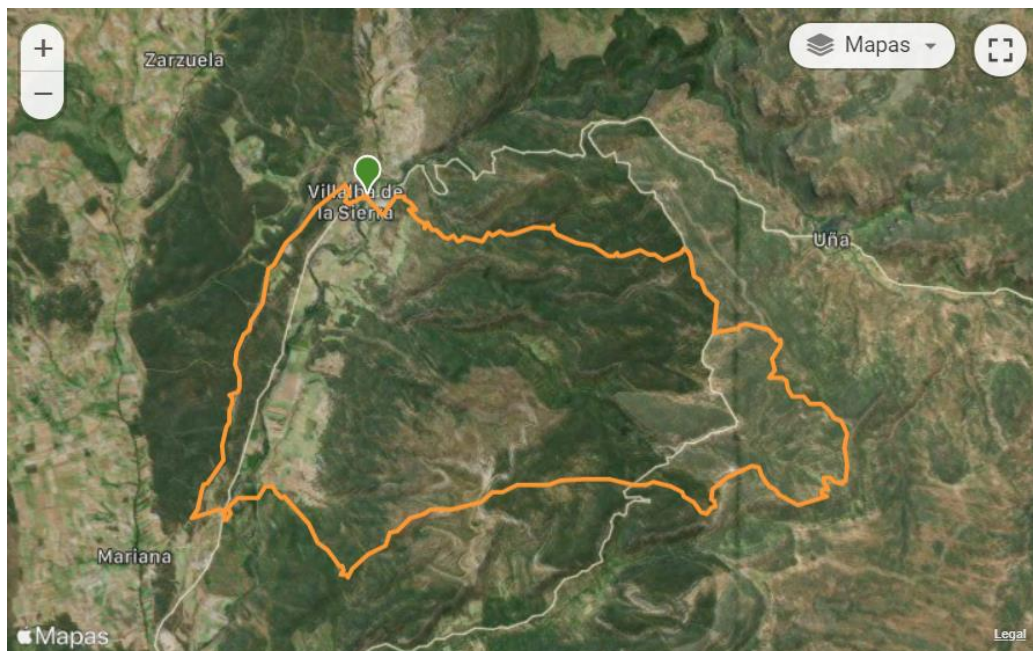 +
Zarzuela
Mapas
−
Villalba de
la Sierra
Uña
Mariana
Mapas
Legal